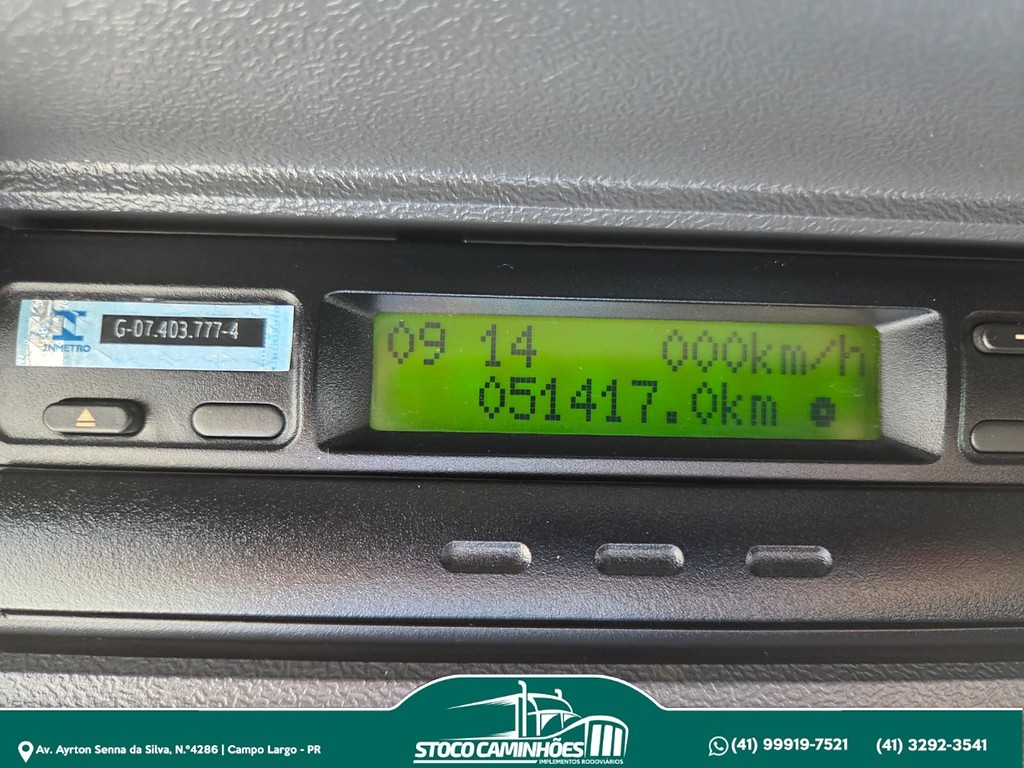 G-07.403.777-4
INMETRO
09 14 000km/h
051417.0km
Av. Ayrton Senna da Silva, N.°4286 | Campo Largo - PR
STOCO CAMINHÕES
IMPLEMENTOS RODOVIÁRIOS
(41) 99919-7521 (41) 3292-3541